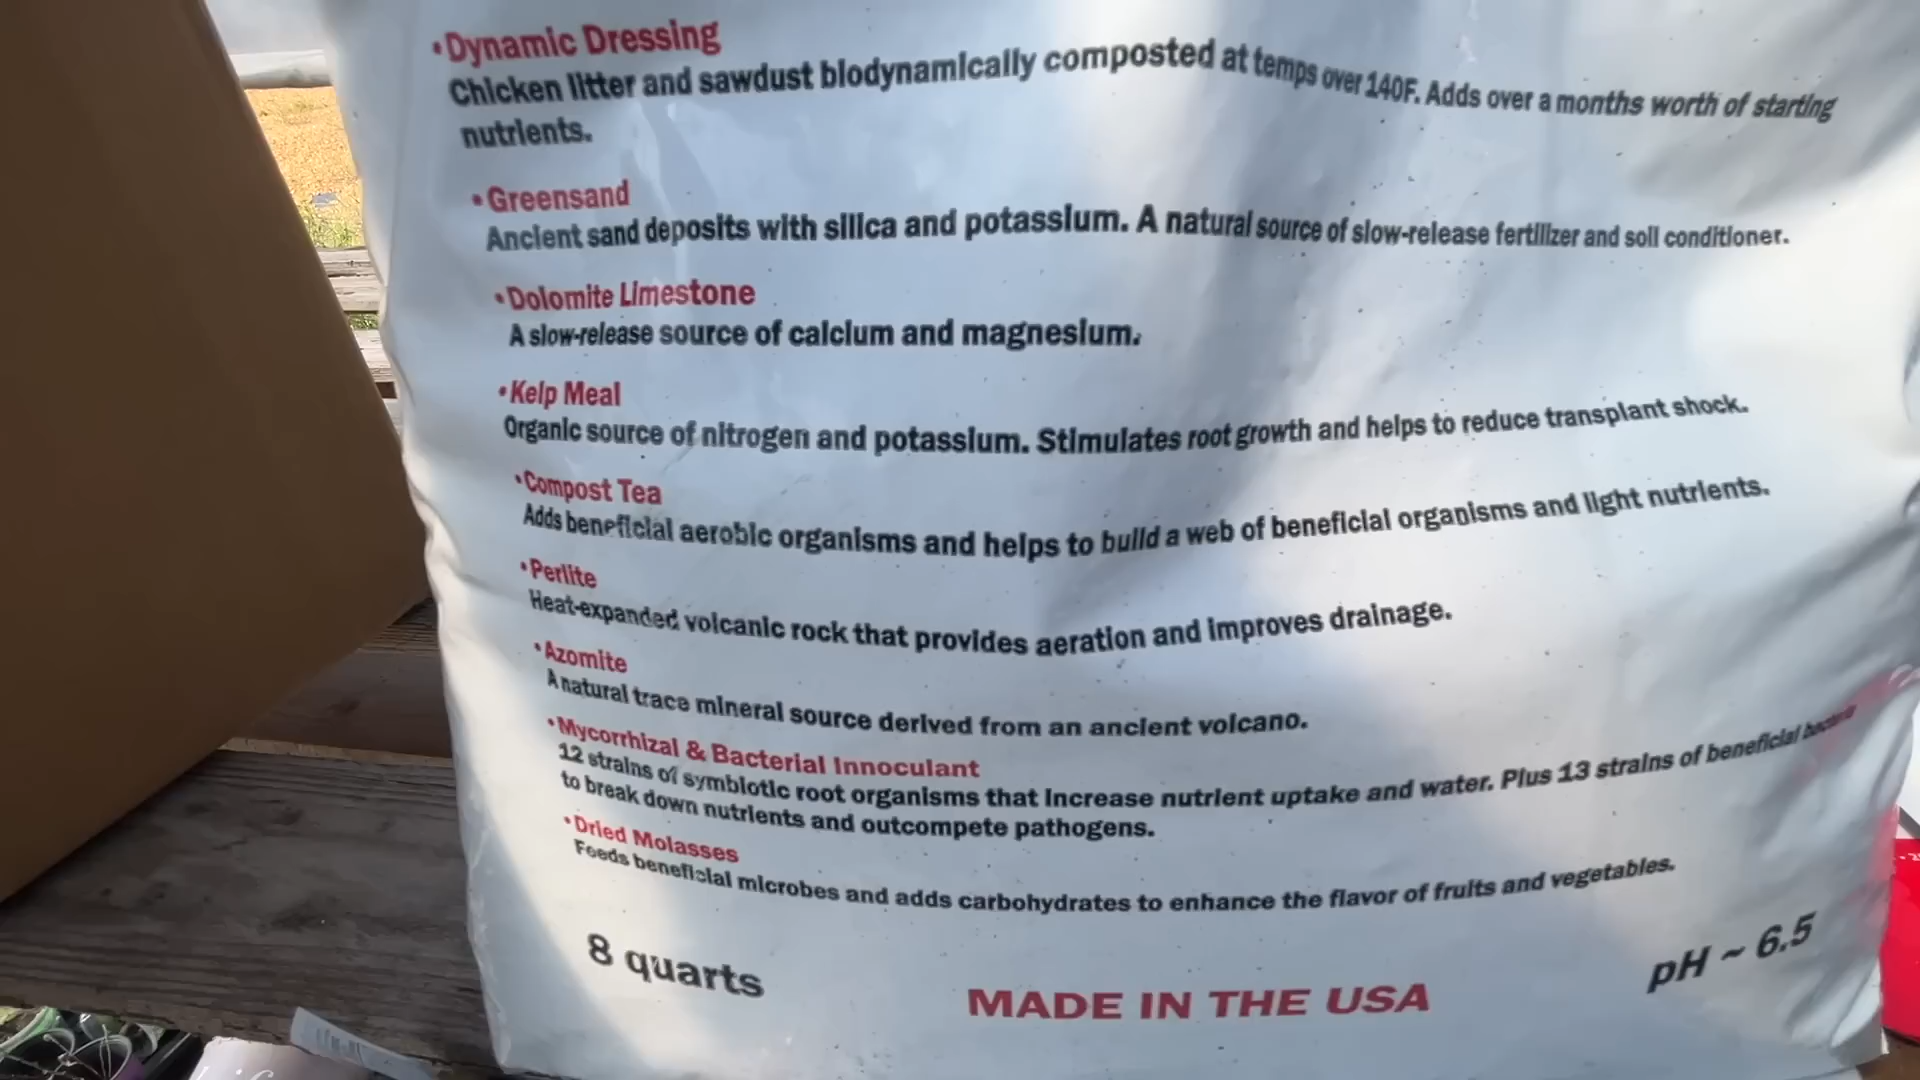 •Dynamic Dressing
Chicken litter and sawdust biodynamically composted at temps over 140F. Adds over a months worth of starting
nutrients.
•Greensand
Ancient sand deposits with silica and potassium. A natural source of slow-release fertilizer and soil conditioner.
•Dolomite Limestone
A slow-release source of calcium and magnesium.
•Kelp Meal
Organic source of nitrogen and potassium. Stimulates root growth and helps to reduce transplant shock.
•Compost Tea
Adds beneficial aerobic organisms and helps to build a web of beneficial organisms and light nutrients.
•Perlite
Heat-expanded volcanic rock that provides aeration and improves drainage.
•Azomite
A natural trace mineral source derived from an ancient volcano.
•Mycorrhizal & Bacterial Innoculant
12 strains of symbiotic root organisms that increase nutrient uptake and water. Plus 13 strains of beneficial bacteria
to break down nutrients and outcompete pathogens.
•Dried Molasses
Feeds beneficial microbes and adds carbohydrates to enhance the flavor of fruits and vegetables.
8 quarts
MADE IN THE USA
pH ~ 6.5